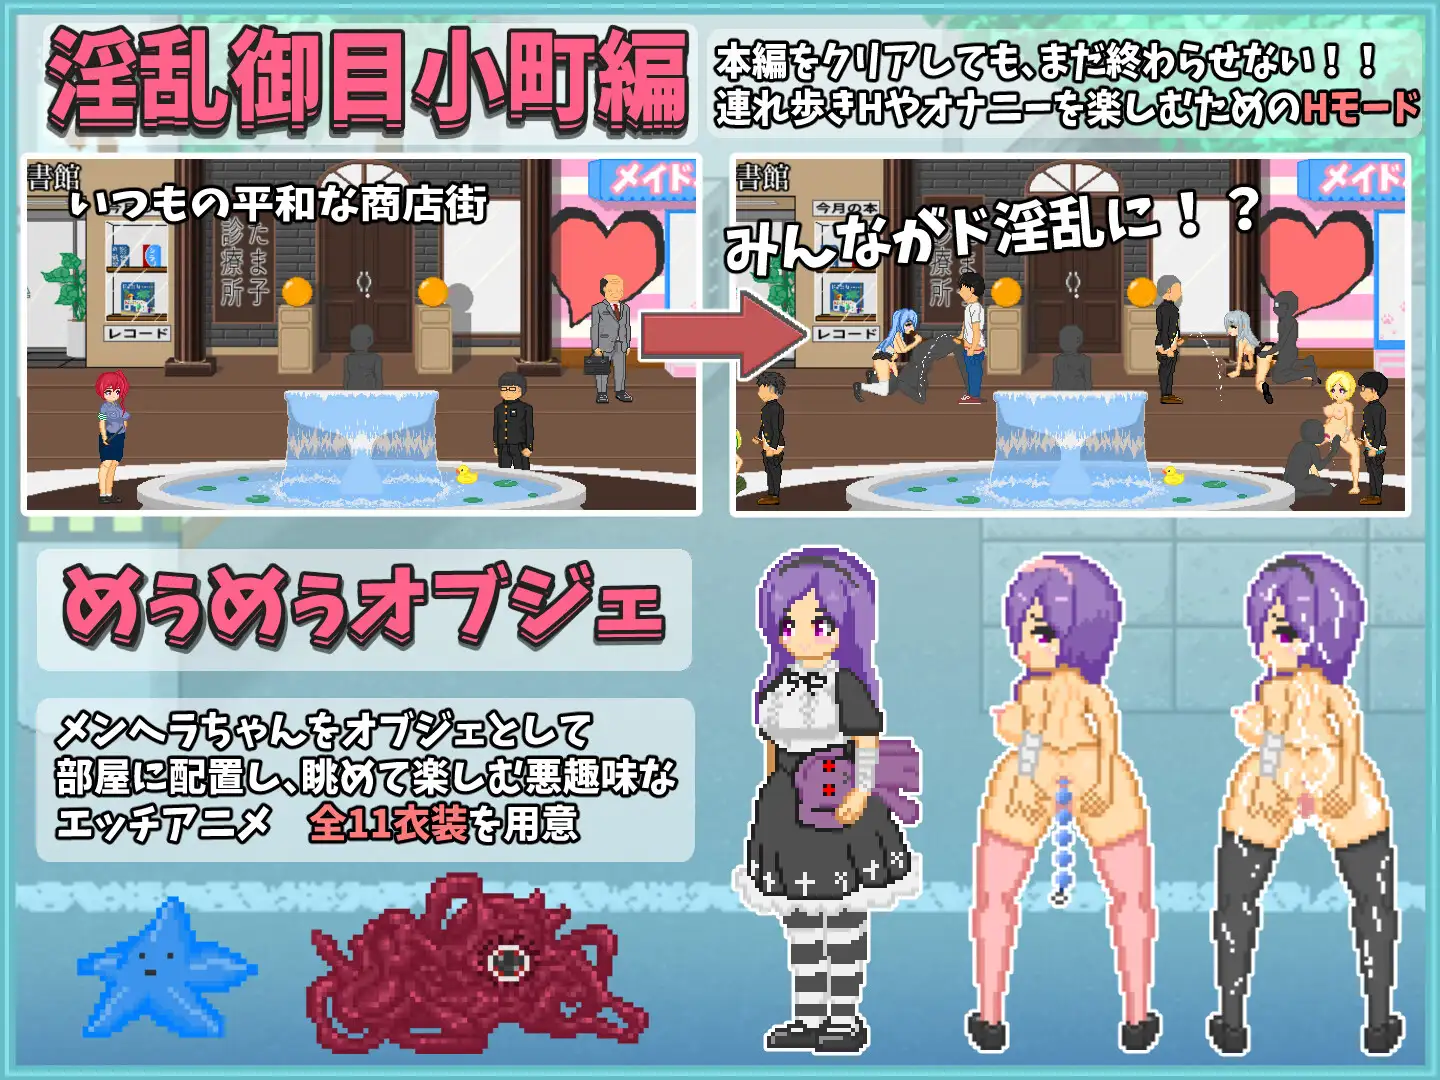 淫乱御目小町編
本編をクリアしても、まだ終わらせない！！
連れ歩きHやオナニーを楽しむためのHモード
書館
いつもの平和な商店街
メイド
たま子
診療所
レコード
書館
今月の本
みんながド淫乱に！？
メイド
レコード
めぅめぅオブジェ
メンヘラちゃんをオブジェとして
部屋に配置し、眺めて楽しむ悪趣味な
エッチアニメ　全11衣装を用意